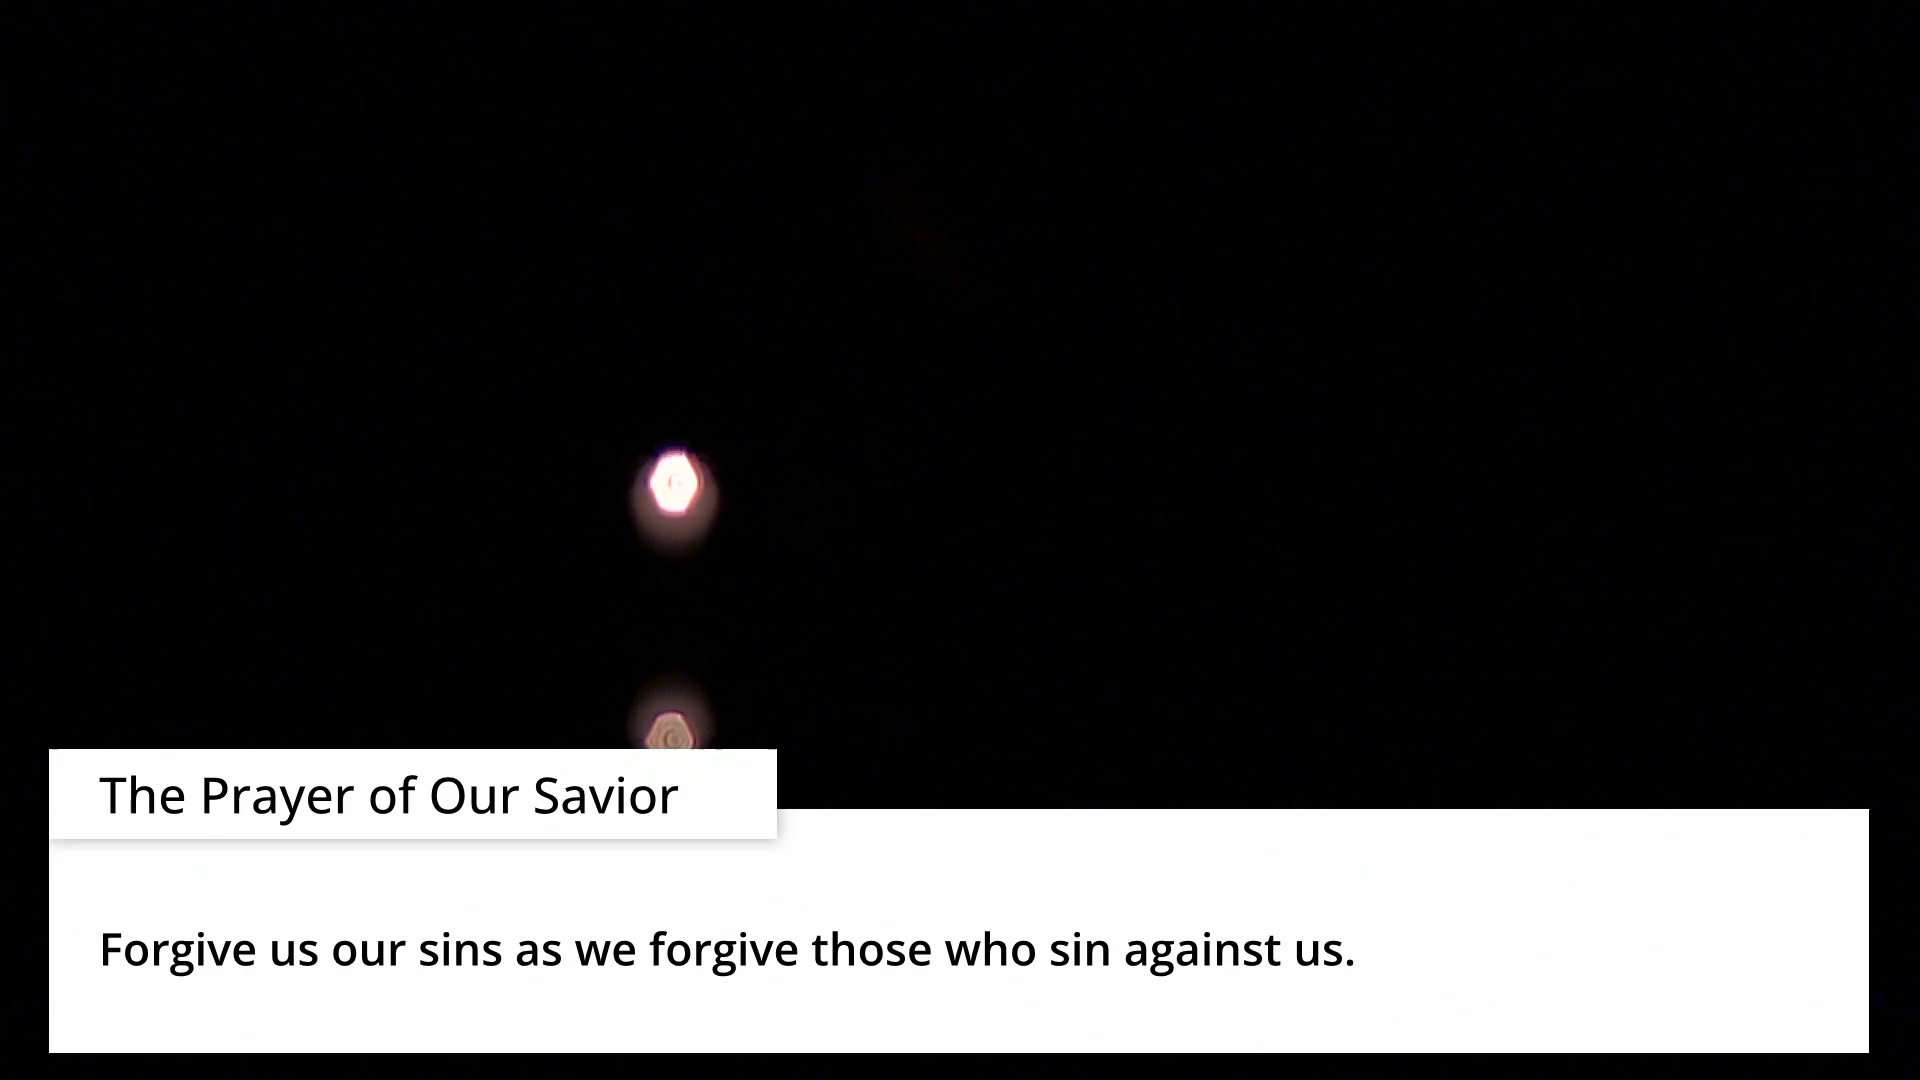 The Prayer of Our Savior
Forgive us our sins as we forgive those who sin against us.